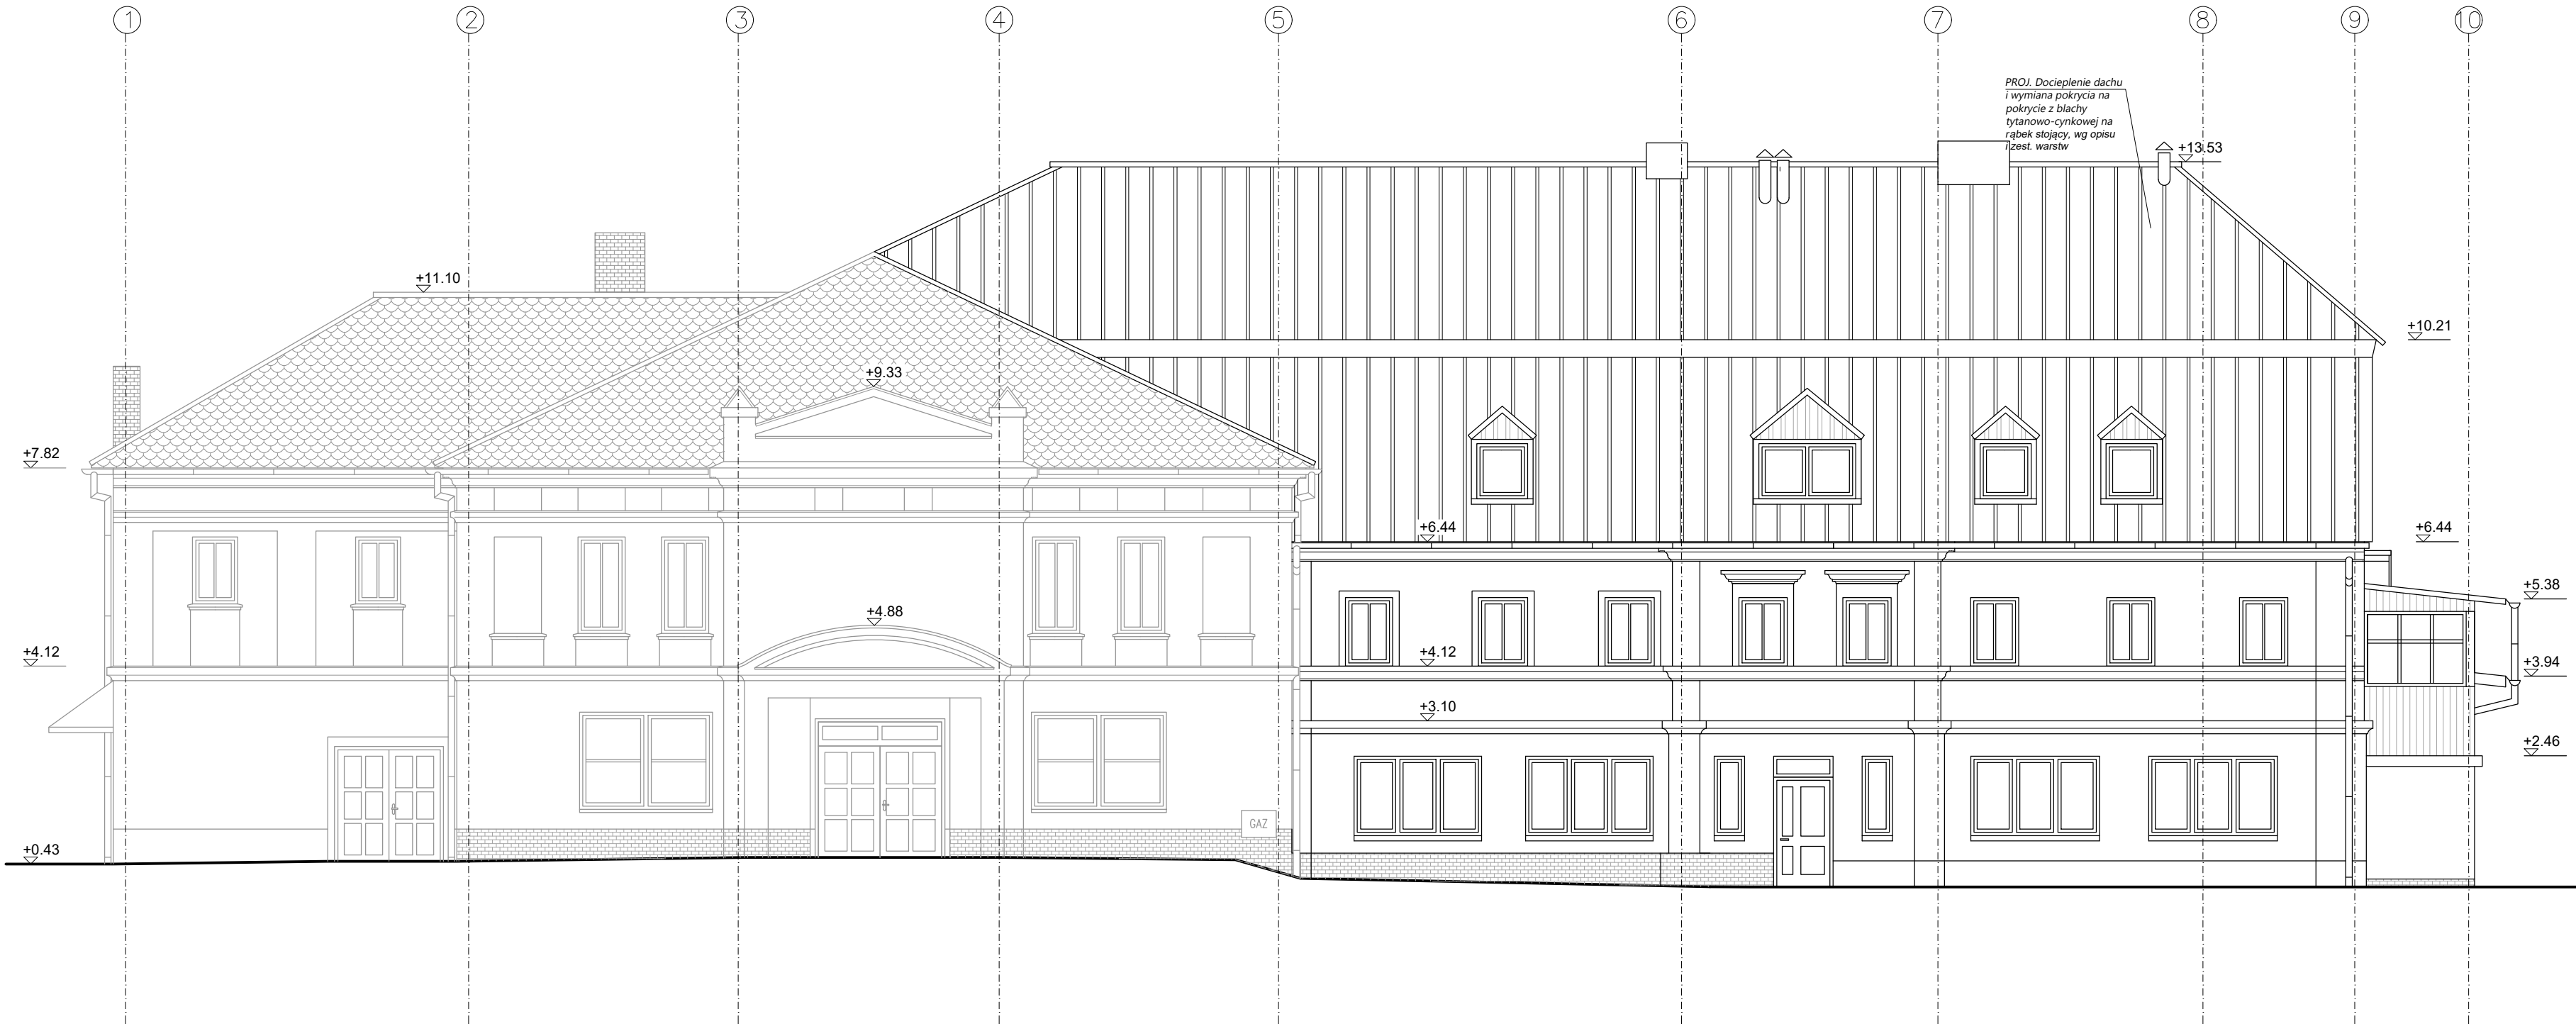 1 2 3 4 5 6 7 8 9 10
PROJ. Docieplenie dachu
i wymiana pokrycia na
pokrycie z blachy
tytanowo-cynkowej na
rąbek stojący, wg opisu
i zest. warstw
+13.53
+11.10
+10.21
+9.33
+7.82
+6.44
+6.44
+5.38
+4.88
+4.12
+4.12
+3.94
+3.10
+2.46
GAZ
+0.43